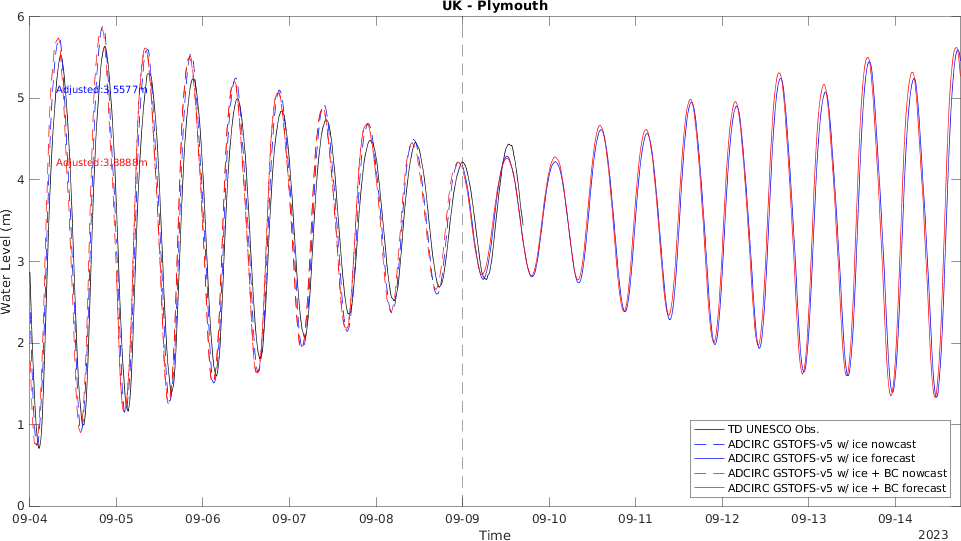 UK - Plymouth
6
5
4
3
2
1
0
Water Level (m)
Adjusted:3.5577m
Adjusted:3.8888m
TD UNESCO Obs.
ADCIRC GSTOFS-v5 w/ ice nowcast
ADCIRC GSTOFS-v5 w/ ice forecast
ADCIRC GSTOFS-v5 w/ ice + BC nowcast
ADCIRC GSTOFS-v5 w/ ice + BC forecast
09-04 09-05 09-06 09-07 09-08 09-09 09-10 09-11 09-12 09-13 09-14
Time
2023